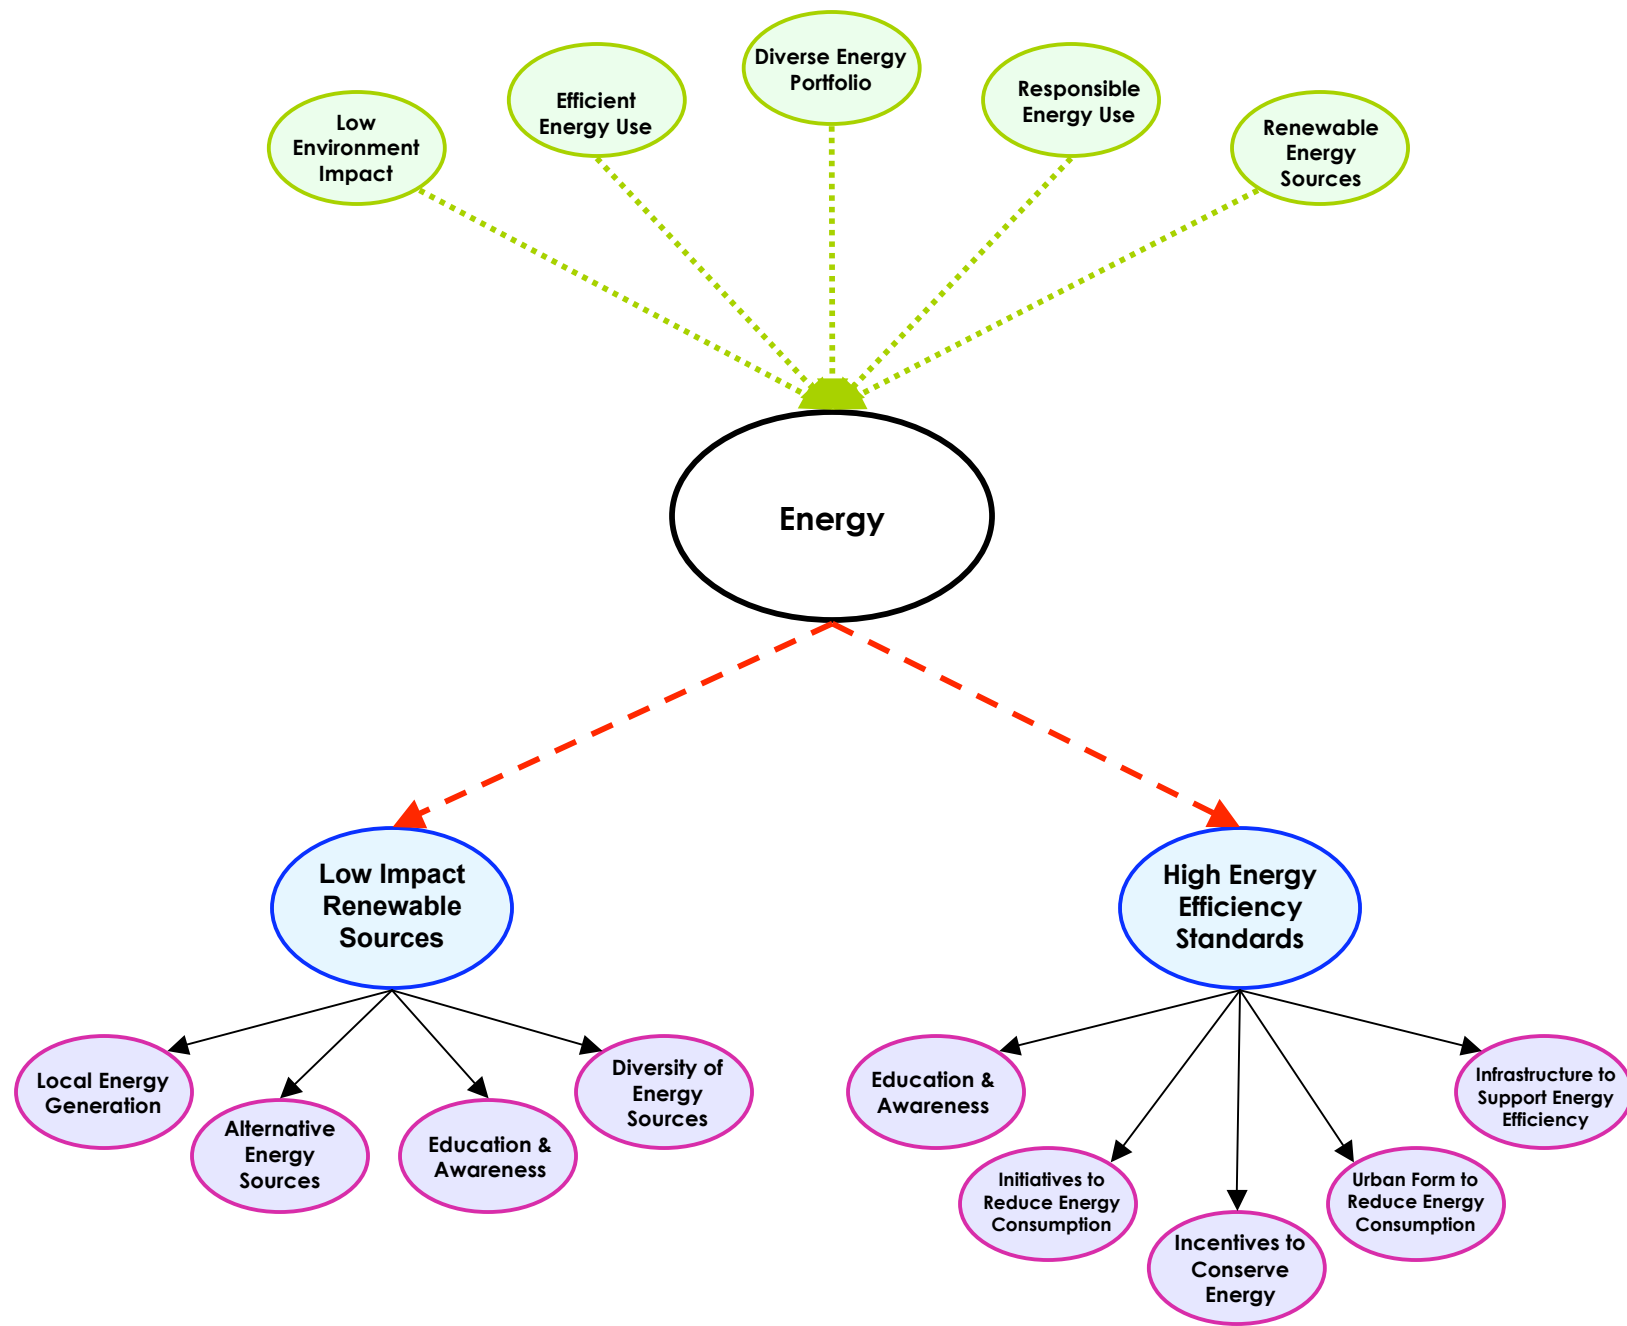 Diverse Energy
Portfolio
Efficient
Energy Use
Responsible
Energy Use
Low
Environment
Impact
Renewable
Energy
Sources
Energy
Low Impact
Renewable
Sources
High Energy
Efficiency
Standards
Local Energy
Generation
Alternative
Energy
Sources
Education &
Awareness
Diversity of
Energy
Sources
Education &
Awareness
Initiatives to
Reduce Energy
Consumption
Incentives to
Conserve
Energy
Urban Form to
Reduce Energy
Consumption
Infrastructure to
Support Energy
Efficiency